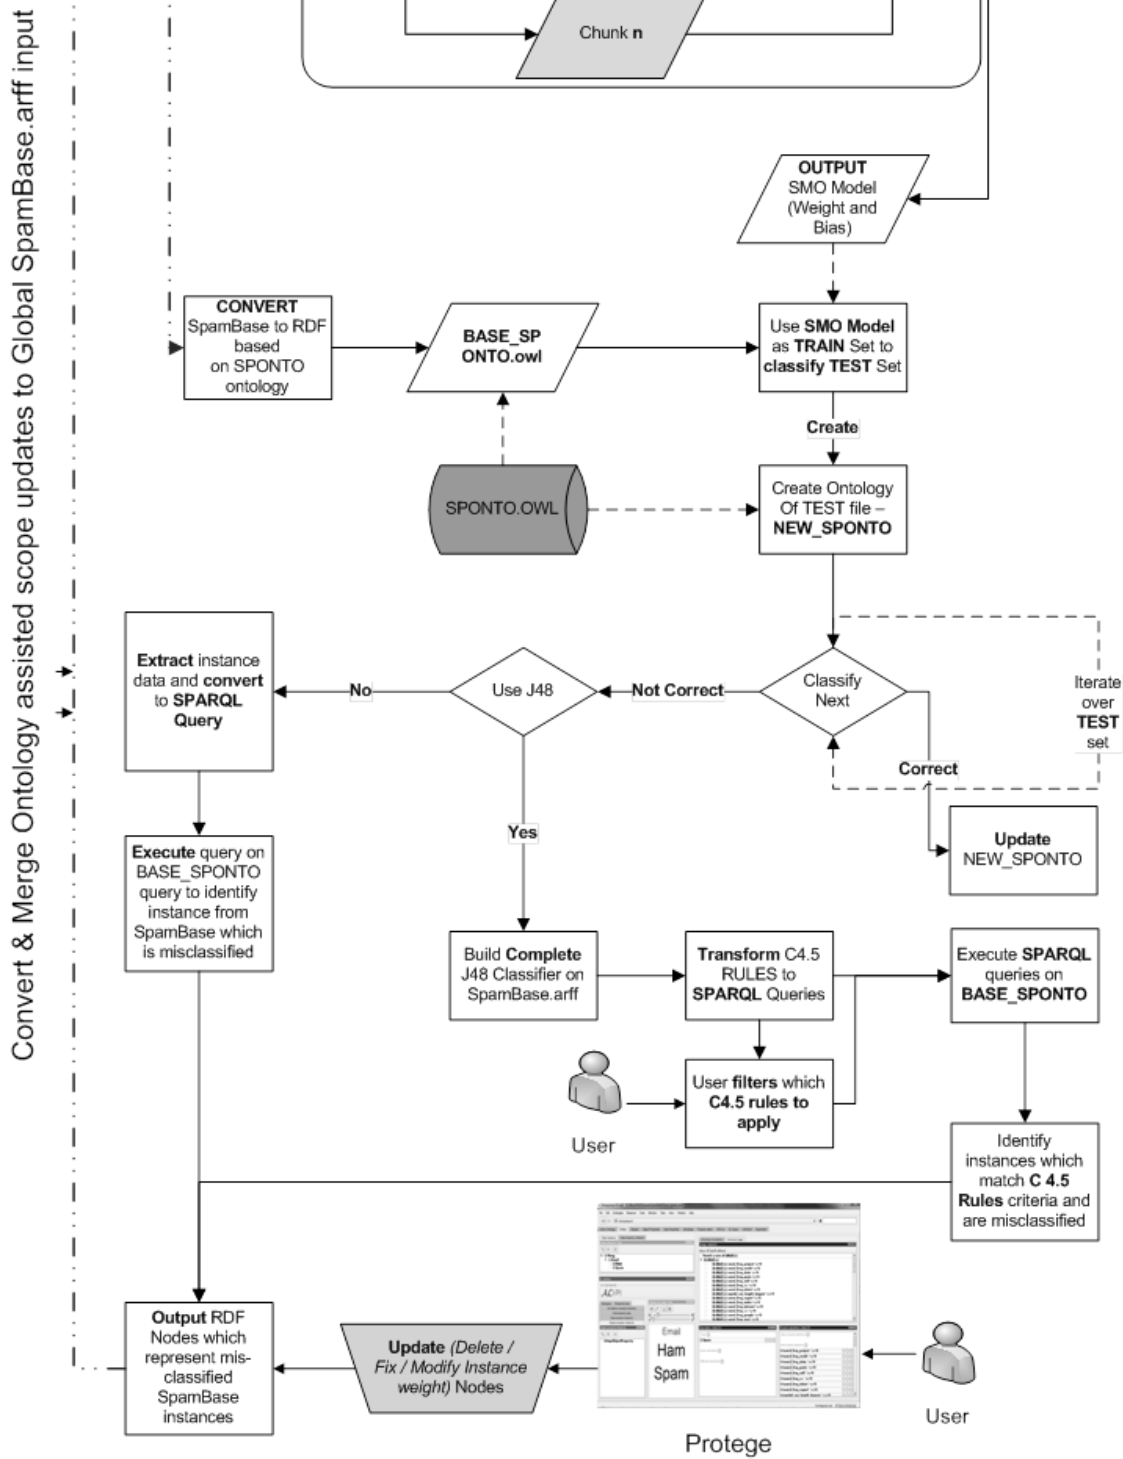 Convert & Merge Ontology assisted scope updates to Global SpamBase.arff input
Chunk n
OUTPUT
SMO Model
(Weight and
Bias)
CONVERT
SpamBase to RDF
based
on SPONTO
ontology
BASE_SP
ONTO.owl
Use SMO Model
as TRAIN Set to
classify TEST Set
Create
SPONTO.OWL
Create Ontology
Of TEST file –
NEW_SPONTO
Extract instance
data and convert
to SPARQL
Query
No
Use J48
Not Correct
Classify
Next
Iterate
over
TEST
set
Correct
Yes
Update
NEW_SPONTO
Execute query on
BASE_SPONTO
query to identify
instance from
SpamBase which
is misclassified
Build Complete
J48 Classifier on
SpamBase.arff
Transform C4.5
RULES to
SPARQL Queries
Execute SPARQL
queries on
BASE_SPONTO
User filters which
C4.5 rules to
apply
User
Identify
instances which
match C 4.5
Rules criteria and
are misclassified
Output RDF
Nodes which
represent mis-
classified
SpamBase
instances
Update (Delete /
Fix / Modify Instance
weight) Nodes
Email
Ham
Spam
User
Protege